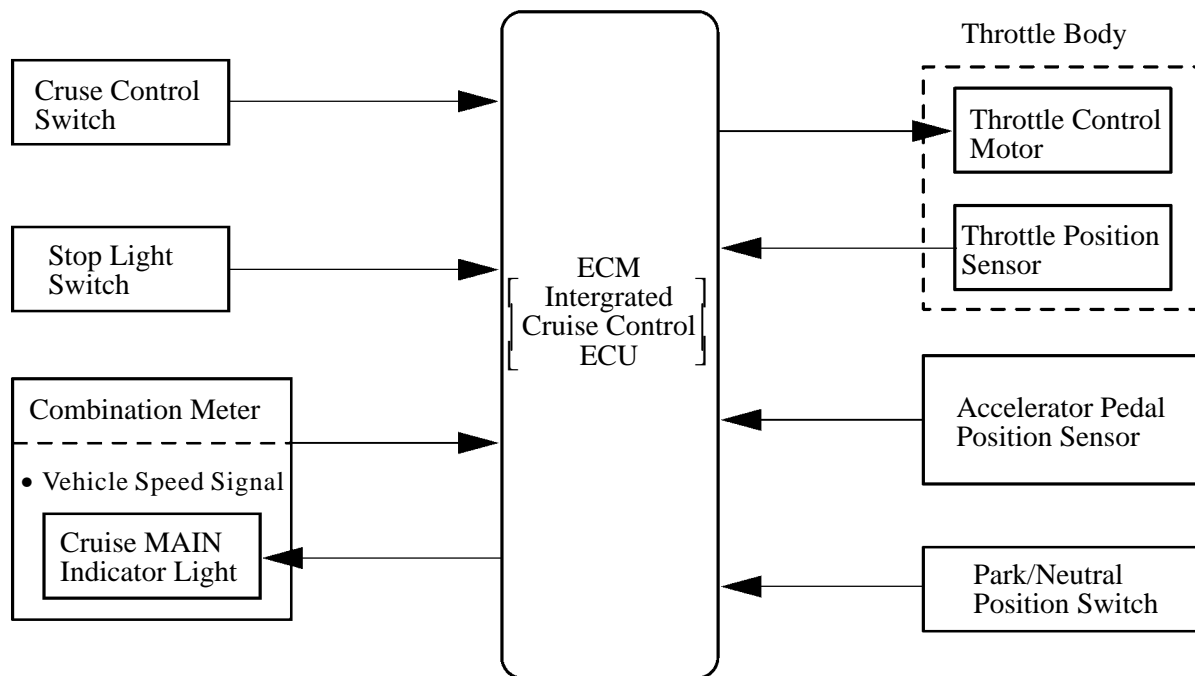 Cruse Control
Switch
Stop Light
Switch
Combination Meter
• Vehicle Speed Signal
Cruise MAIN
Indicator Light
ECM
Intergrated
Cruise Control
ECU
Throttle Body
Throttle Control
Motor
Throttle Position
Sensor
Accelerator Pedal
Position Sensor
Park/Neutral
Position Switch